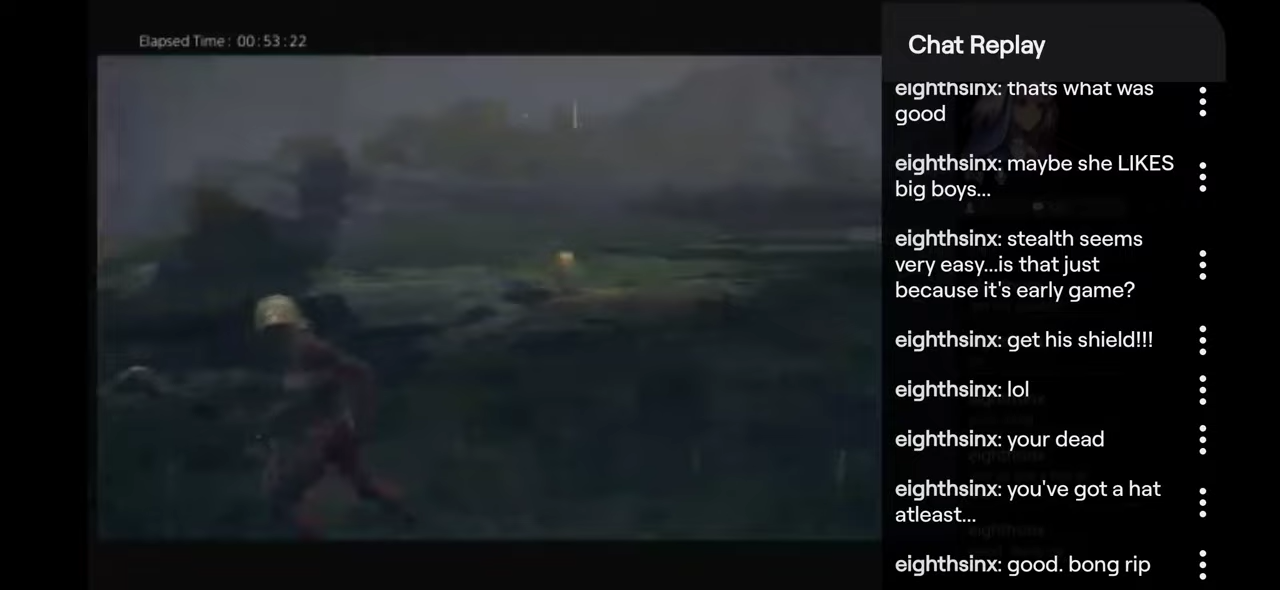 Elapsed Time: 00:53:22
Chat Replay
eighthsinx: thats what was
good
eighthsinx: maybe she LIKES
big boys...
eighthsinx: stealth seems
very easy...is that just
because it's early game?
eighthsinx: get his shield!!!
eighthsinx: lol
eighthsinx: your dead
eighthsinx: you've got a hat
atleast...
eighthsinx: good. bong rip